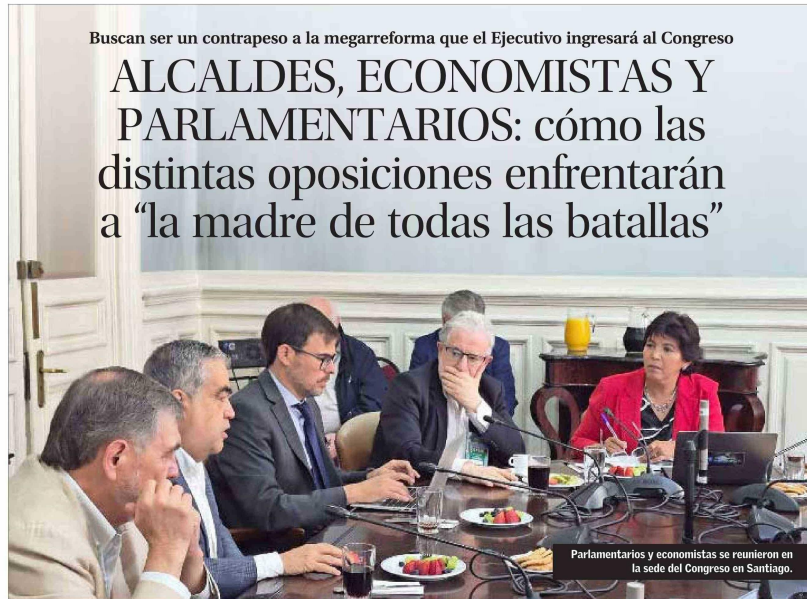 Buscan ser un contrapeso a la megarreforma que el Ejecutivo ingresará al Congreso
ALCALDES, ECONOMISTAS Y
PARLAMENTARIOS: cómo las
distintas oposiciones enfrentarán
a “la madre de todas las batallas”
Parlamentarios y economistas se reunieron en
la sede del Congreso en Santiago.